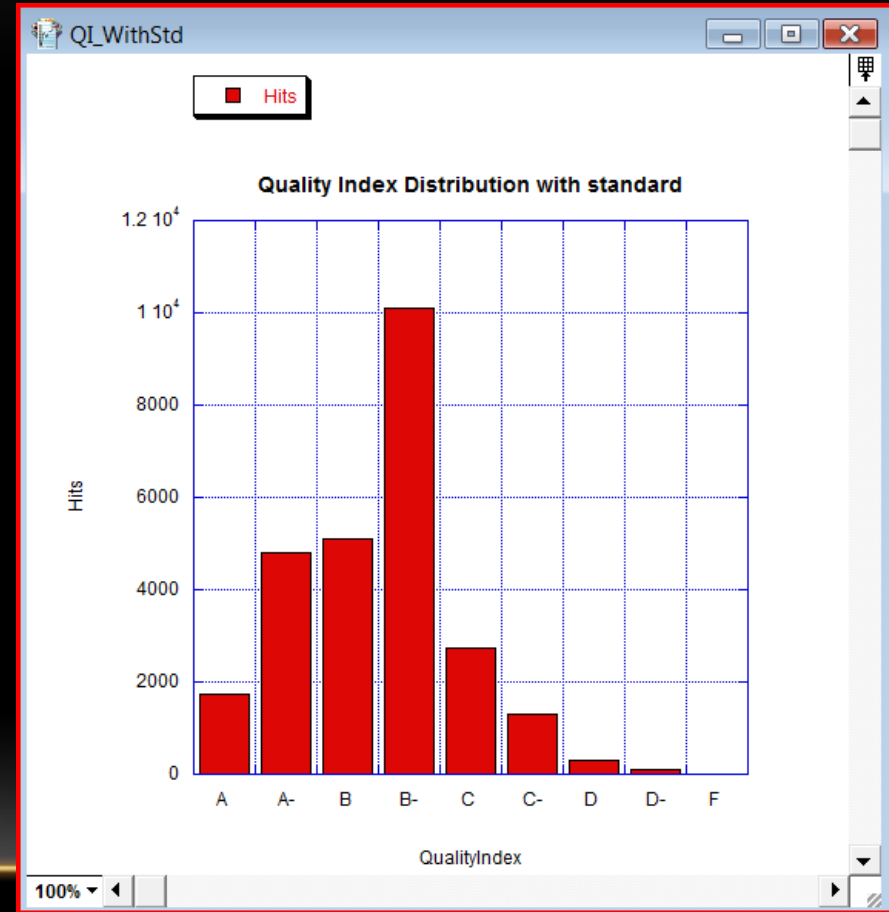 QI_WithStd
Hits
Quality Index Distribution with standard
1.2 10⁴
1 10⁴
8000
6000
4000
2000
0
Hits
A A- B B- C C- D D- F
QualityIndex
100%